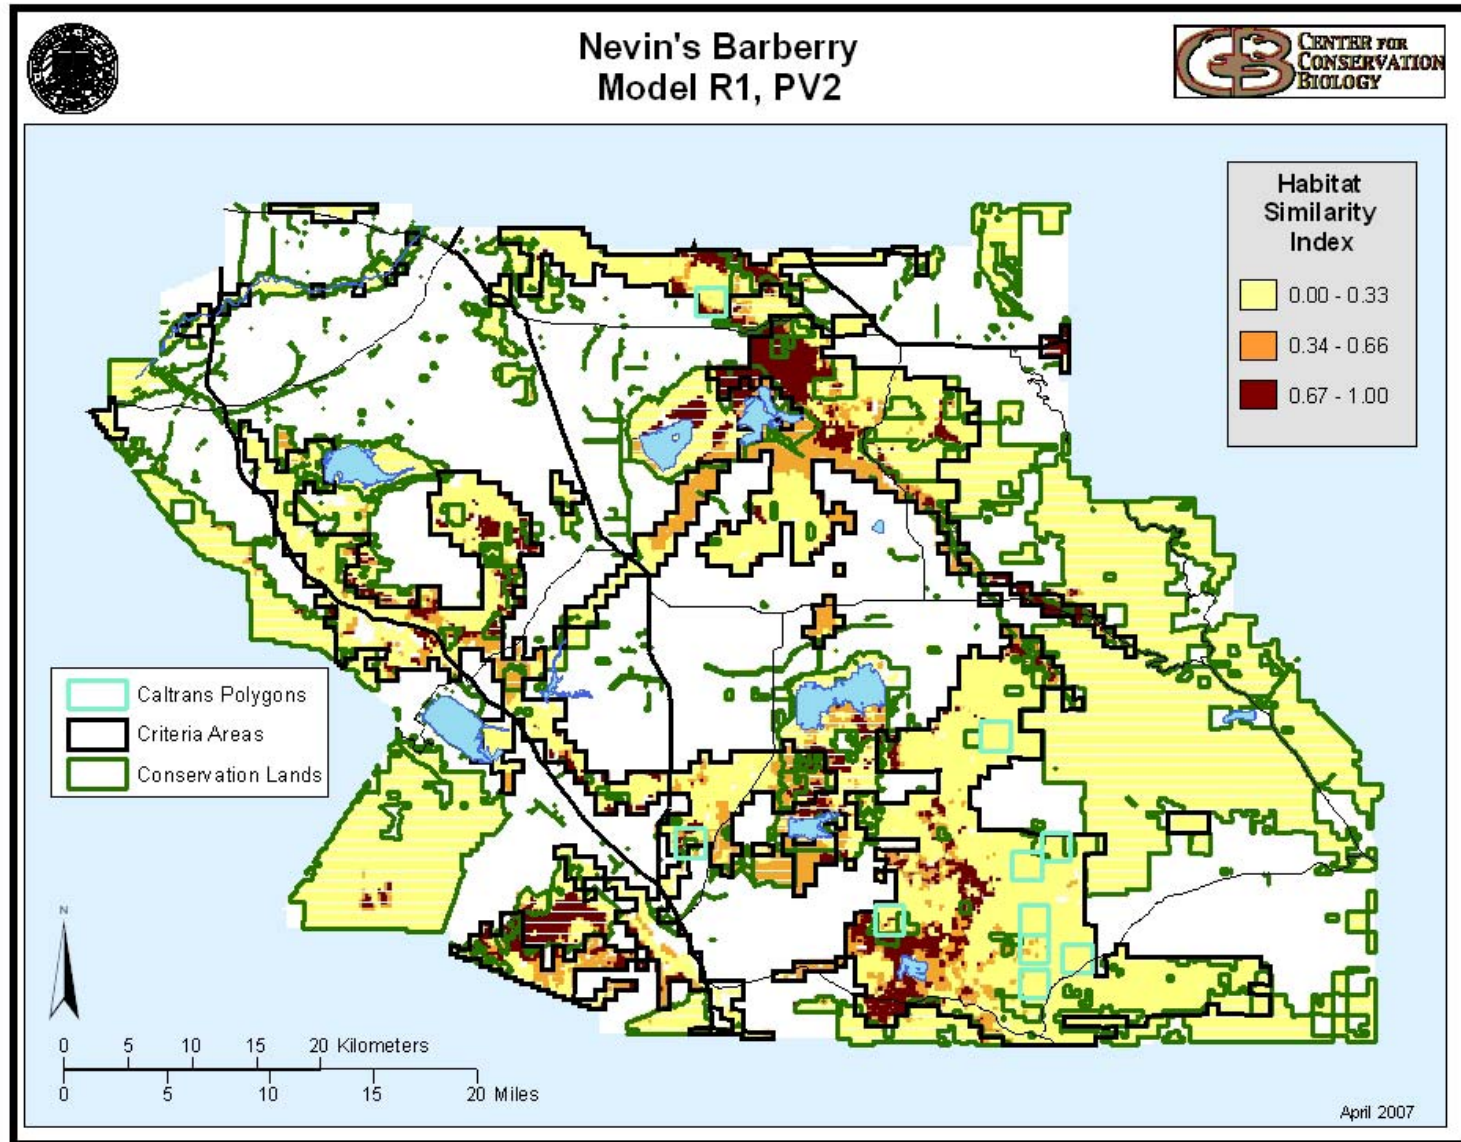 Nevin's Barberry
Model R1, PV2
CENTER FOR
CONSERVATION
BIOLOGY
Habitat
Similarity
Index
0.00 - 0.33
0.34 - 0.66
0.67 - 1.00
Caltrans Polygons
Criteria Areas
Conservation Lands
N
0 5 10 15 20 Kilometers
0 5 10 15 20 Miles
April 2007